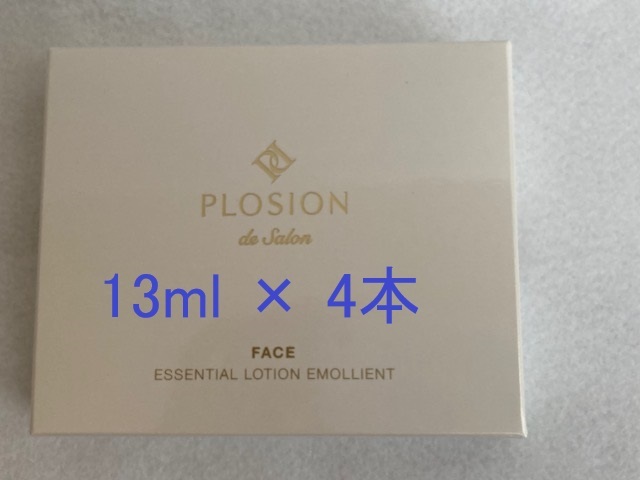 PLOSION
de Salon
13ml × 4本
FACE
ESSENTIAL LOTION EMOLLIENT